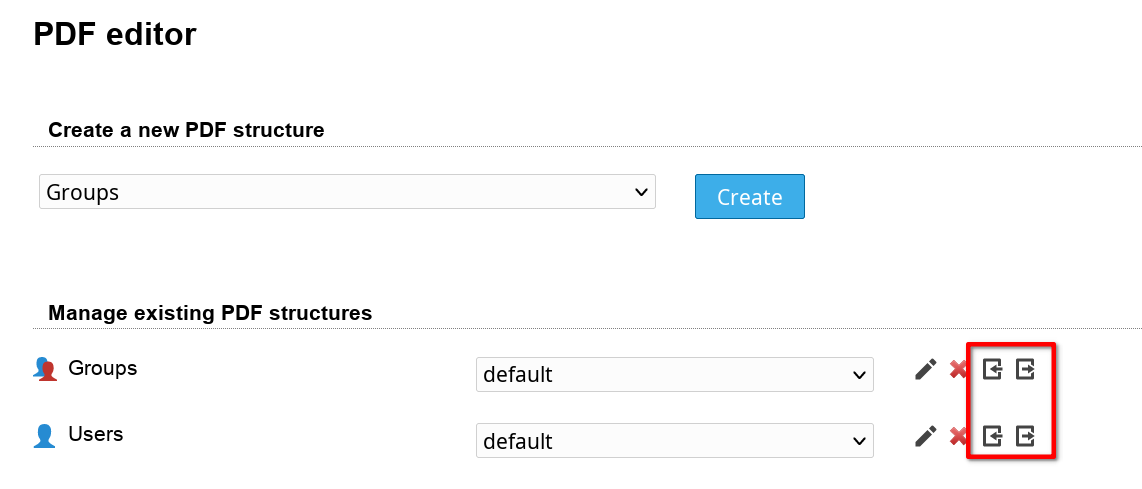 PDF editor
Create a new PDF structure
Groups
Create
Manage existing PDF structures
Groups default
Users default